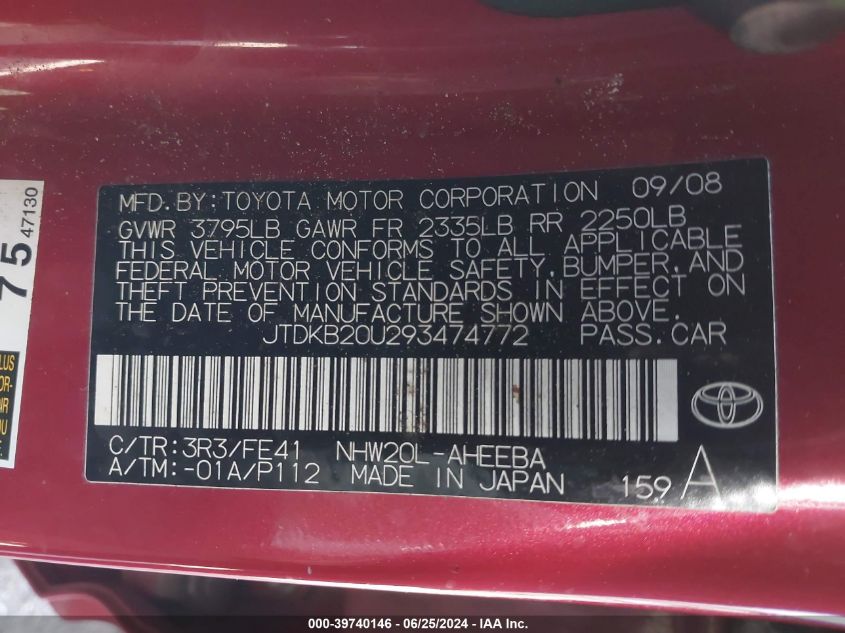 MFD.BY:TOYOTA MOTOR CORPORATION 09/08
GVWR 3795LB GAWR FR 2335LB RR 2250LB
THIS VEHICLE CONFORMS TO ALL APPLICABLE
FEDERAL MOTOR VEHICLE SAFETY,BUMPER,AND
THEFT PREVENTION STANDARDS IN EFFECT ON
THE DATE OF MANUFACTURE SHOWN ABOVE.
JTDKB20U293474772 PASS.CAR
C/TR:3R3/FE41 NHW20L-AHEEBA
A/TM:-01A/P112 MADE IN JAPAN 159 A
75
47130
000-39740146 - 06/25/2024 - IAA Inc.